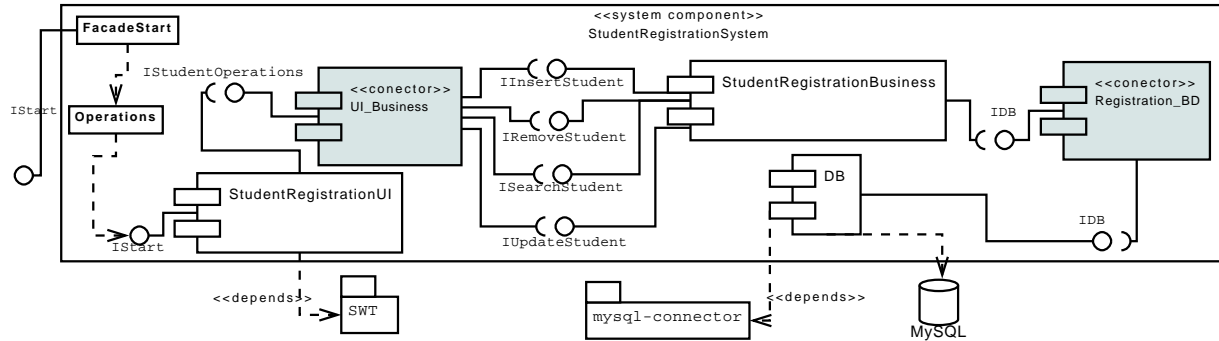 <<system component>>
StudentRegistrationSystem
FacadeStart
IStudentOperations
IInsertStudent
StudentRegistrationBusiness
<<conector>>
UI_Business
<<conector>>
Registration_BD
IStart
Operations
IDB
IRemoveStudent
StudentRegistrationUI
ISearchStudent
DB
IDB
IStart
IUpdateStudent
<<depends>>
SWT
mysql-connector
<<depends>>
MySQL